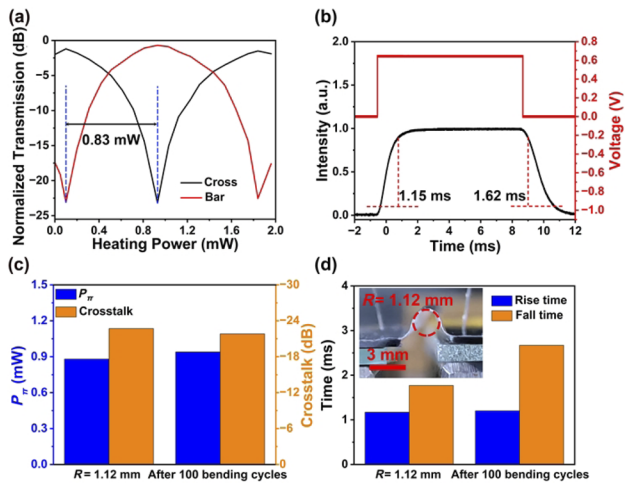 (a)
Normalized Transmission (dB)
0
−5
−10
−15
−20
−25
0.83 mW
Cross
Bar
0.0
0.4
0.8
1.2
1.6
2.0
Heating Power (mW)
(b)
Intensity (a.u.)
2.0
1.5
1.0
0.5
0.0
1.15 ms
1.62 ms
0.8
0.6
0.4
0.2
0.0
−0.2
−0.4
−0.6
−0.8
−1.0
Voltage (V)
−2
0
2
4
6
8
10
12
Time (ms)
(c)
Pπ (mW)
1.5
1.2
0.9
0.6
0.3
0.0
Pπ
Crosstalk
−30
−24
−18
−12
−6
0
Crosstalk (dB)
R = 1.12 mm
After 100 bending cycles
(d)
Time (ms)
4
3
2
1
0
R= 1.12 mm
3 mm
Rise time
Fall time
R = 1.12 mm
After 100 bending cycles